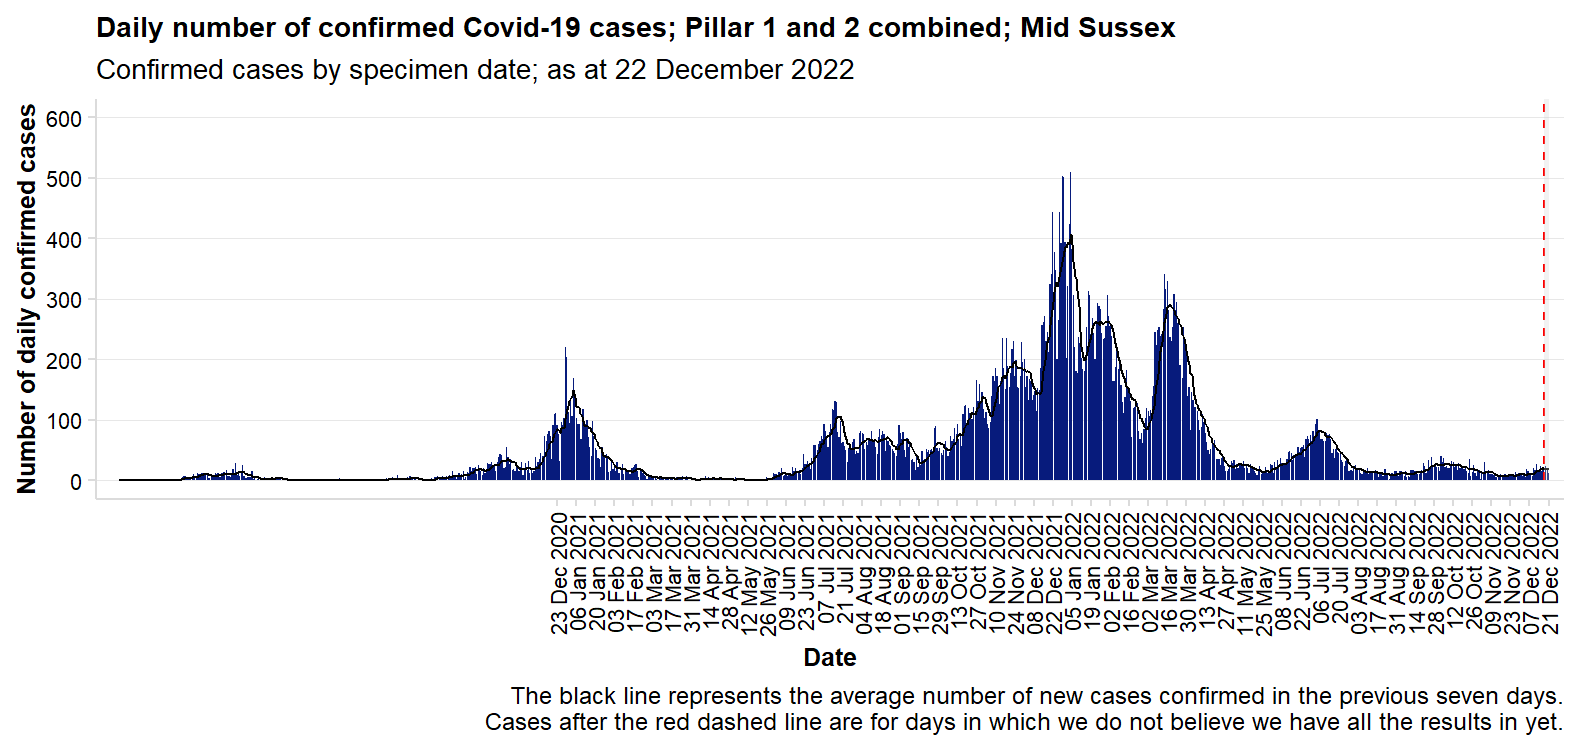 Daily number of confirmed Covid-19 cases; Pillar 1 and 2 combined; Mid Sussex
Confirmed cases by specimen date; as at 22 December 2022
Number of daily confirmed cases
600
500
400
300
200
100
0
23 Dec 2020
06 Jan 2021
20 Jan 2021
03 Feb 2021
17 Feb 2021
03 Mar 2021
17 Mar 2021
31 Mar 2021
14 Apr 2021
28 Apr 2021
12 May 2021
26 May 2021
09 Jun 2021
23 Jun 2021
07 Jul 2021
21 Jul 2021
04 Aug 2021
18 Aug 2021
01 Sep 2021
15 Sep 2021
29 Sep 2021
13 Oct 2021
27 Oct 2021
10 Nov 2021
24 Nov 2021
08 Dec 2021
22 Dec 2021
05 Jan 2022
19 Jan 2022
02 Feb 2022
16 Feb 2022
02 Mar 2022
16 Mar 2022
30 Mar 2022
13 Apr 2022
27 Apr 2022
11 May 2022
25 May 2022
08 Jun 2022
22 Jun 2022
06 Jul 2022
20 Jul 2022
03 Aug 2022
17 Aug 2022
31 Aug 2022
14 Sep 2022
28 Sep 2022
12 Oct 2022
26 Oct 2022
09 Nov 2022
23 Nov 2022
07 Dec 2022
21 Dec 2022
Date
The black line represents the average number of new cases confirmed in the previous seven days.
Cases after the red dashed line are for days in which we do not believe we have all the results in yet.